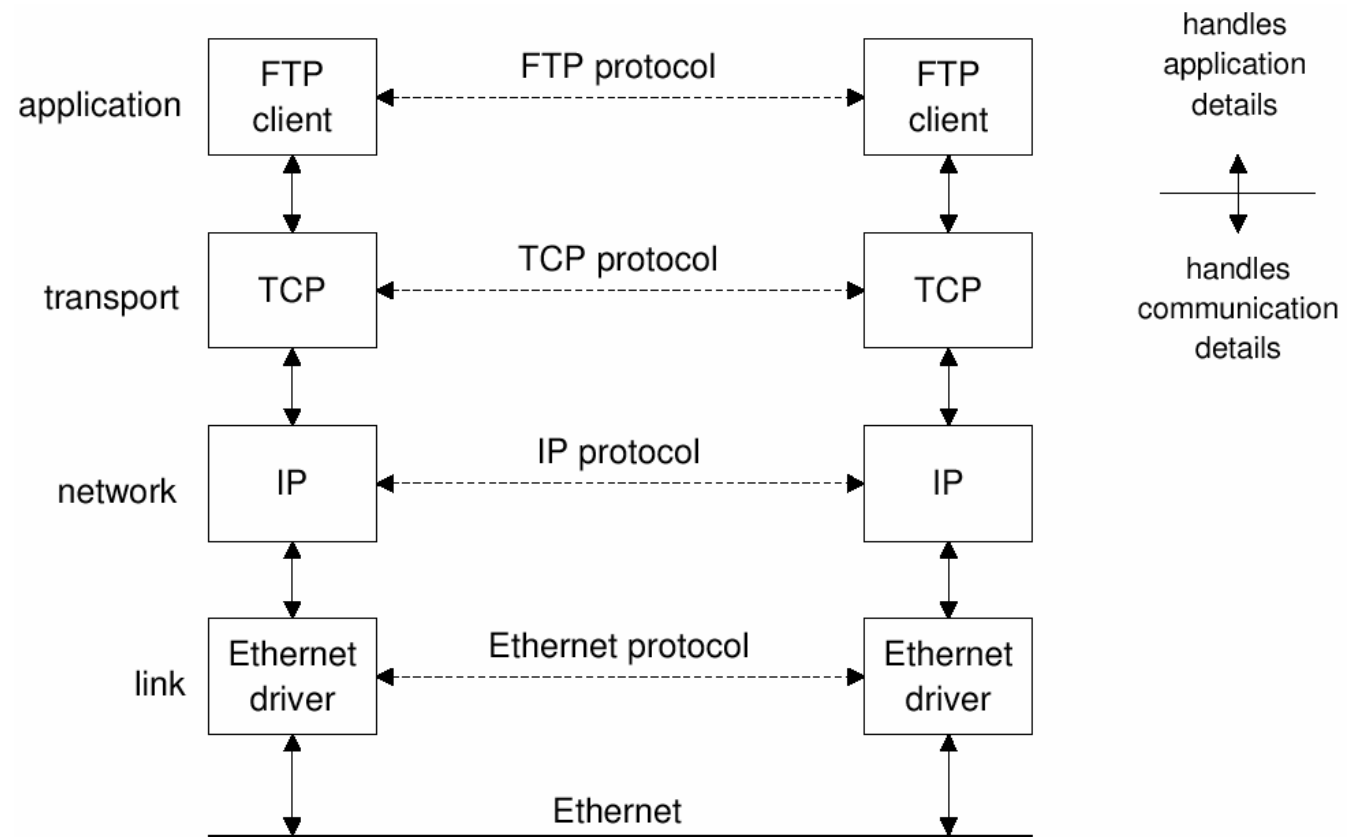 handles
application
details
application
FTP
client
FTP protocol
FTP
client
transport
TCP
TCP protocol
TCP
handles
communication
details
network
IP
IP protocol
IP
link
Ethernet
driver
Ethernet protocol
Ethernet
driver
Ethernet